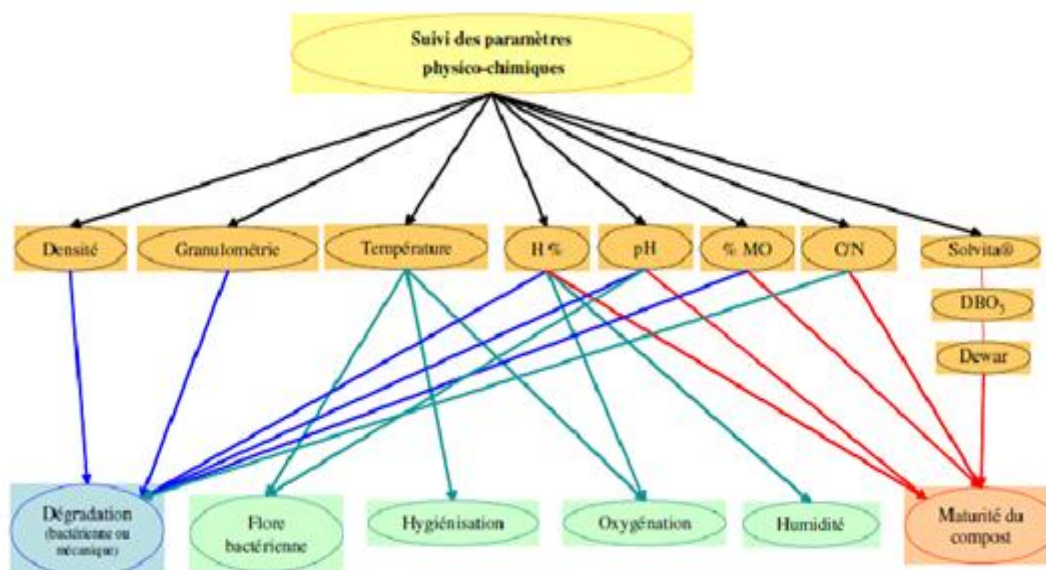 Suivi des paramètres
physico-chimiques
Densité
Granulométrie
Température
H %
pH
% MO
C/N
Solvita®
DBO5
Dewar
Dégradation
(bactérienne ou
mécanique)
Flore
bactérienne
Hygiénisation
Oxygénation
Humidité
Maturité du
compost